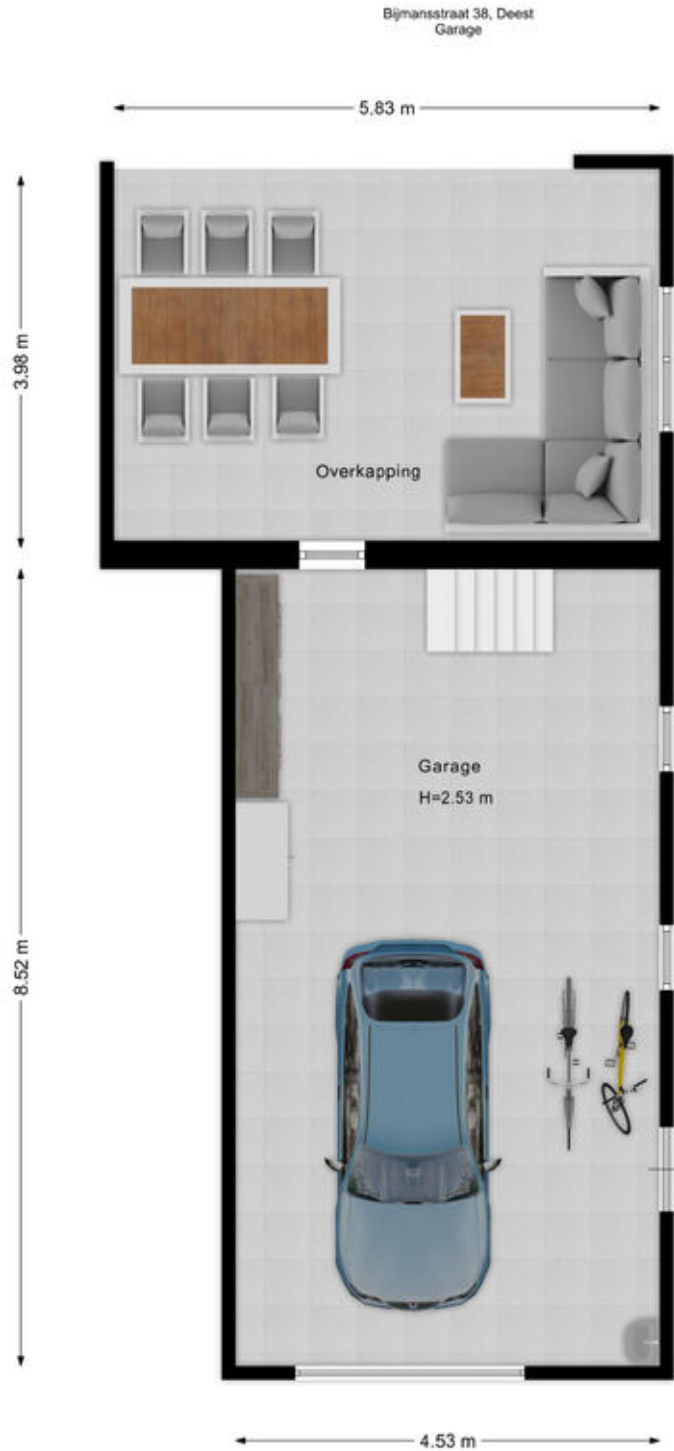 Bijmansstraat 38, Deest
Garage
5.83 m
3.98 m
Overkapping
Garage
H=2.53 m
8.52 m
4.53 m